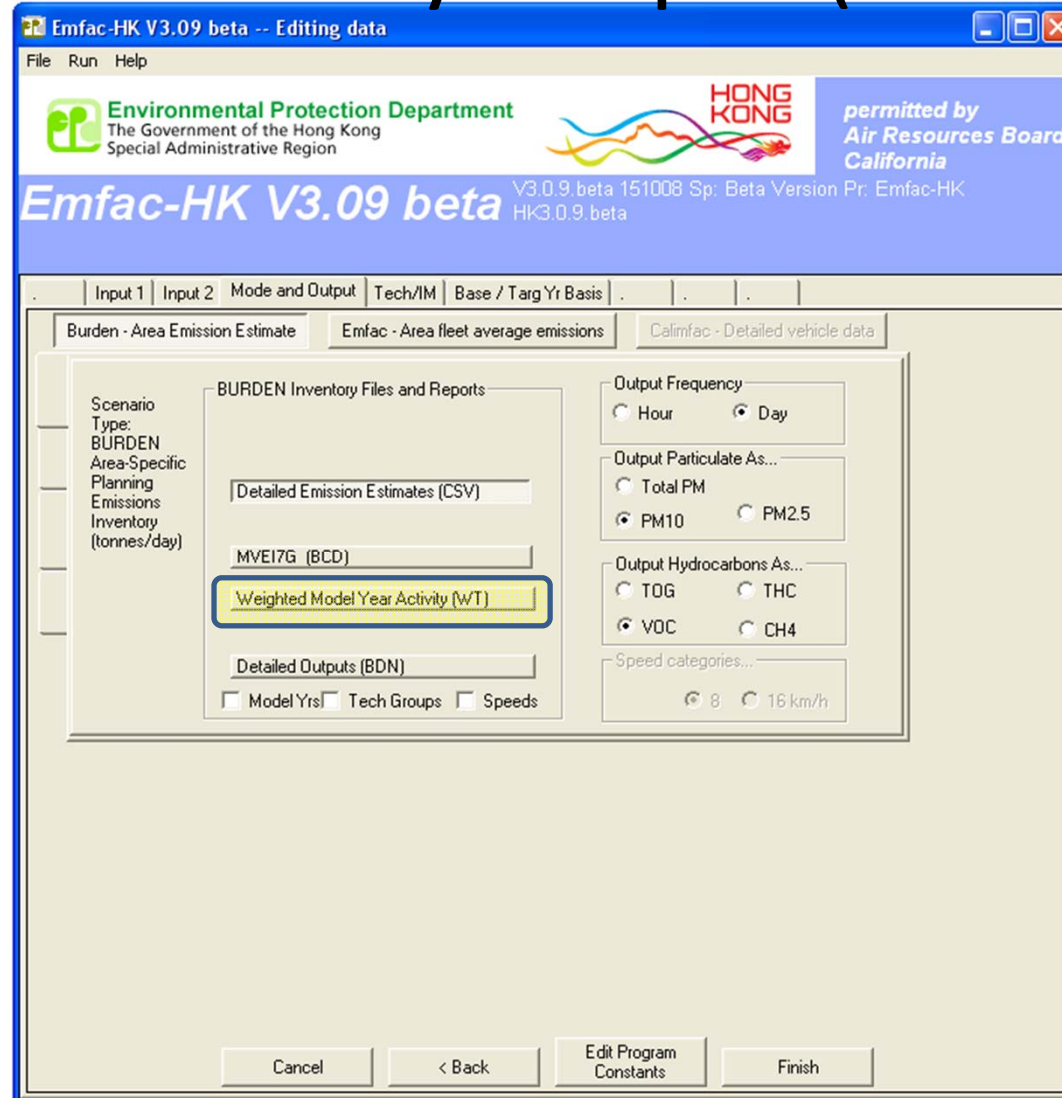 Emfac-HK V3.09 beta -- Editing data
File Run Help
Environmental Protection Department
The Government of the Hong Kong
Special Administrative Region
HONG
KONG
permitted by
Air Resources Board
California
Emfac-HK V3.09 beta
V3.0.9.beta 151008 Sp: Beta Version Pr: Emfac-HK
HK3.0.9.beta
. Input 1 Input 2 Mode and Output Tech/IM Base / Targ Yr Basis . . .
Burden - Area Emission Estimate Emfac - Area fleet average emissions Calimfac - Detailed vehicle data
Scenario
Type:
BURDEN
Area-Specific
Planning
Emissions
Inventory
(tonnes/day)
BURDEN Inventory Files and Reports
Detailed Emission Estimates (CSV)
MVEI7G (BCD)
Weighted Model Year Activity (WT)
Detailed Outputs (BDN)
Model Yrs Tech Groups Speeds
Output Frequency
Hour Day
Output Particulate As...
Total PM
PM10 PM2.5
Output Hydrocarbons As...
TOG THC
VOC CH4
Speed categories...
8 16 km/h
Cancel < Back Edit Program Constants Finish